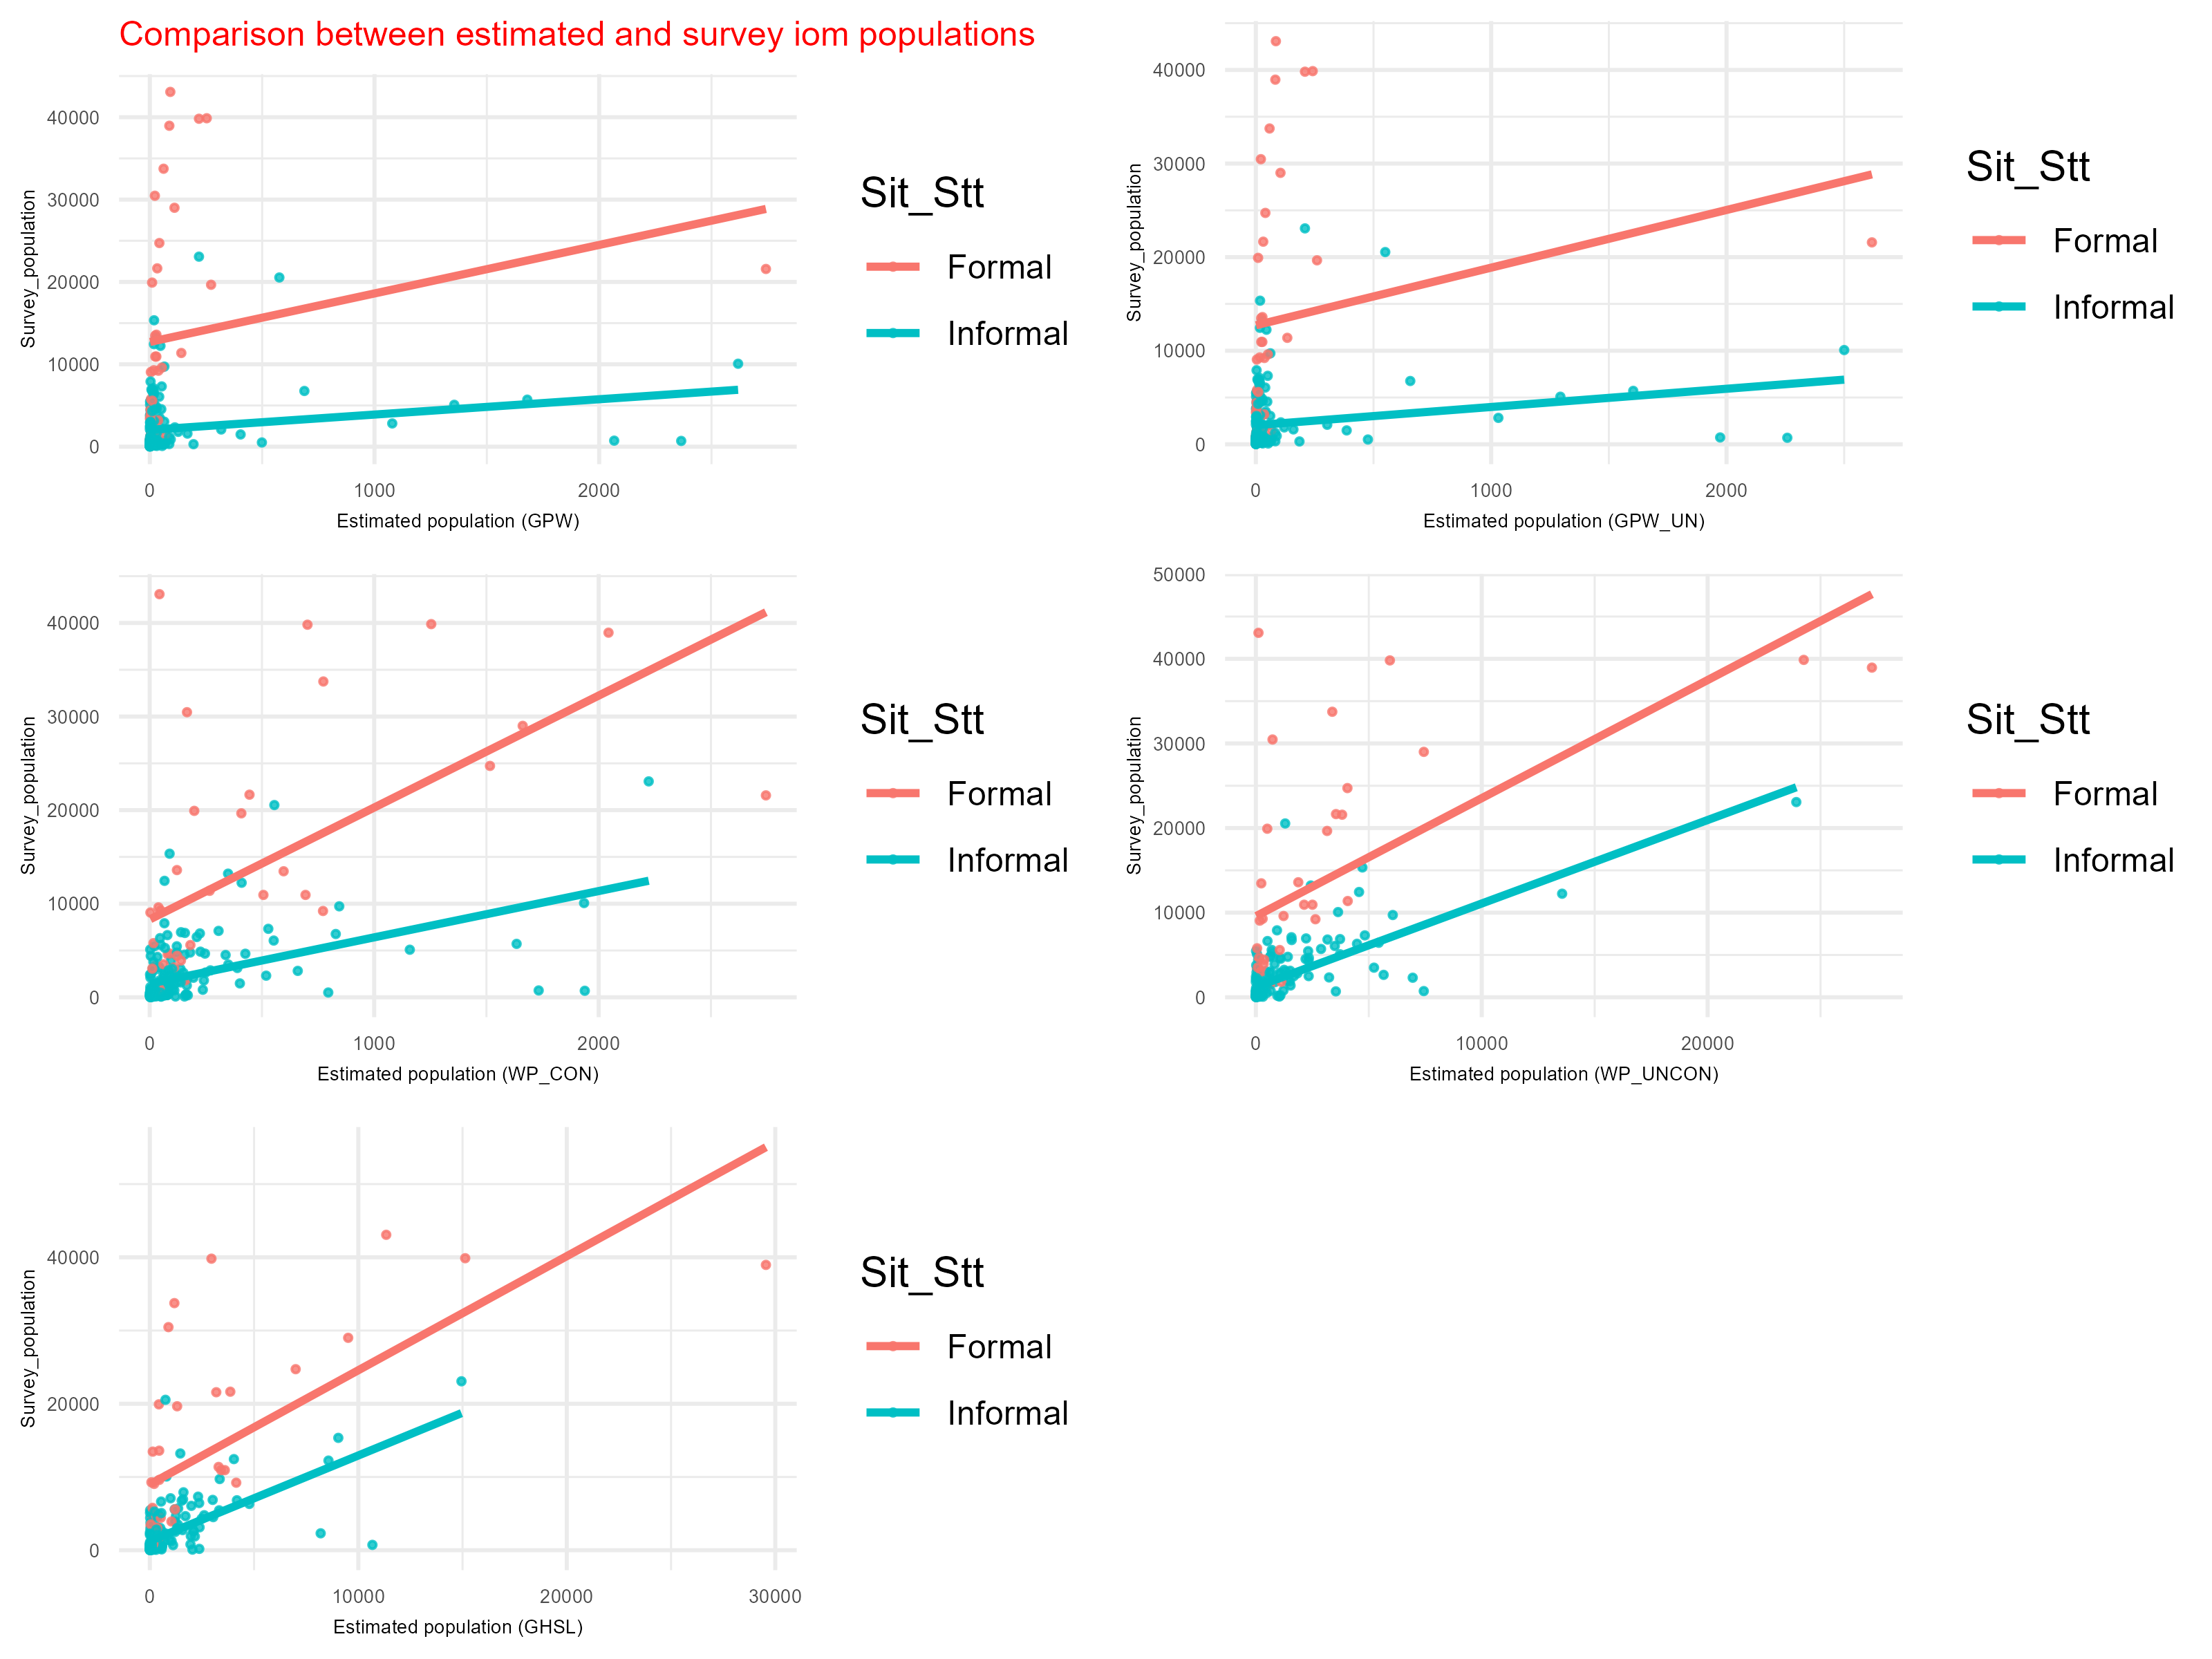 Comparison between estimated and survey iom populations
40000
30000
20000
10000
0
Survey_population
0 1000 2000
Estimated population (GPW)
Sit_Stt
Formal
Informal
40000
30000
20000
10000
0
Survey_population
0 1000 2000
Estimated population (GPW_UN)
Sit_Stt
Formal
Informal
40000
30000
20000
10000
0
Survey_population
0 1000 2000
Estimated population (WP_CON)
Sit_Stt
Formal
Informal
50000
40000
30000
20000
10000
0
Survey_population
0 10000 20000
Estimated population (WP_UNCON)
Sit_Stt
Formal
Informal
40000
20000
0
Survey_population
0 10000 20000 30000
Estimated population (GHSL)
Sit_Stt
Formal
Informal